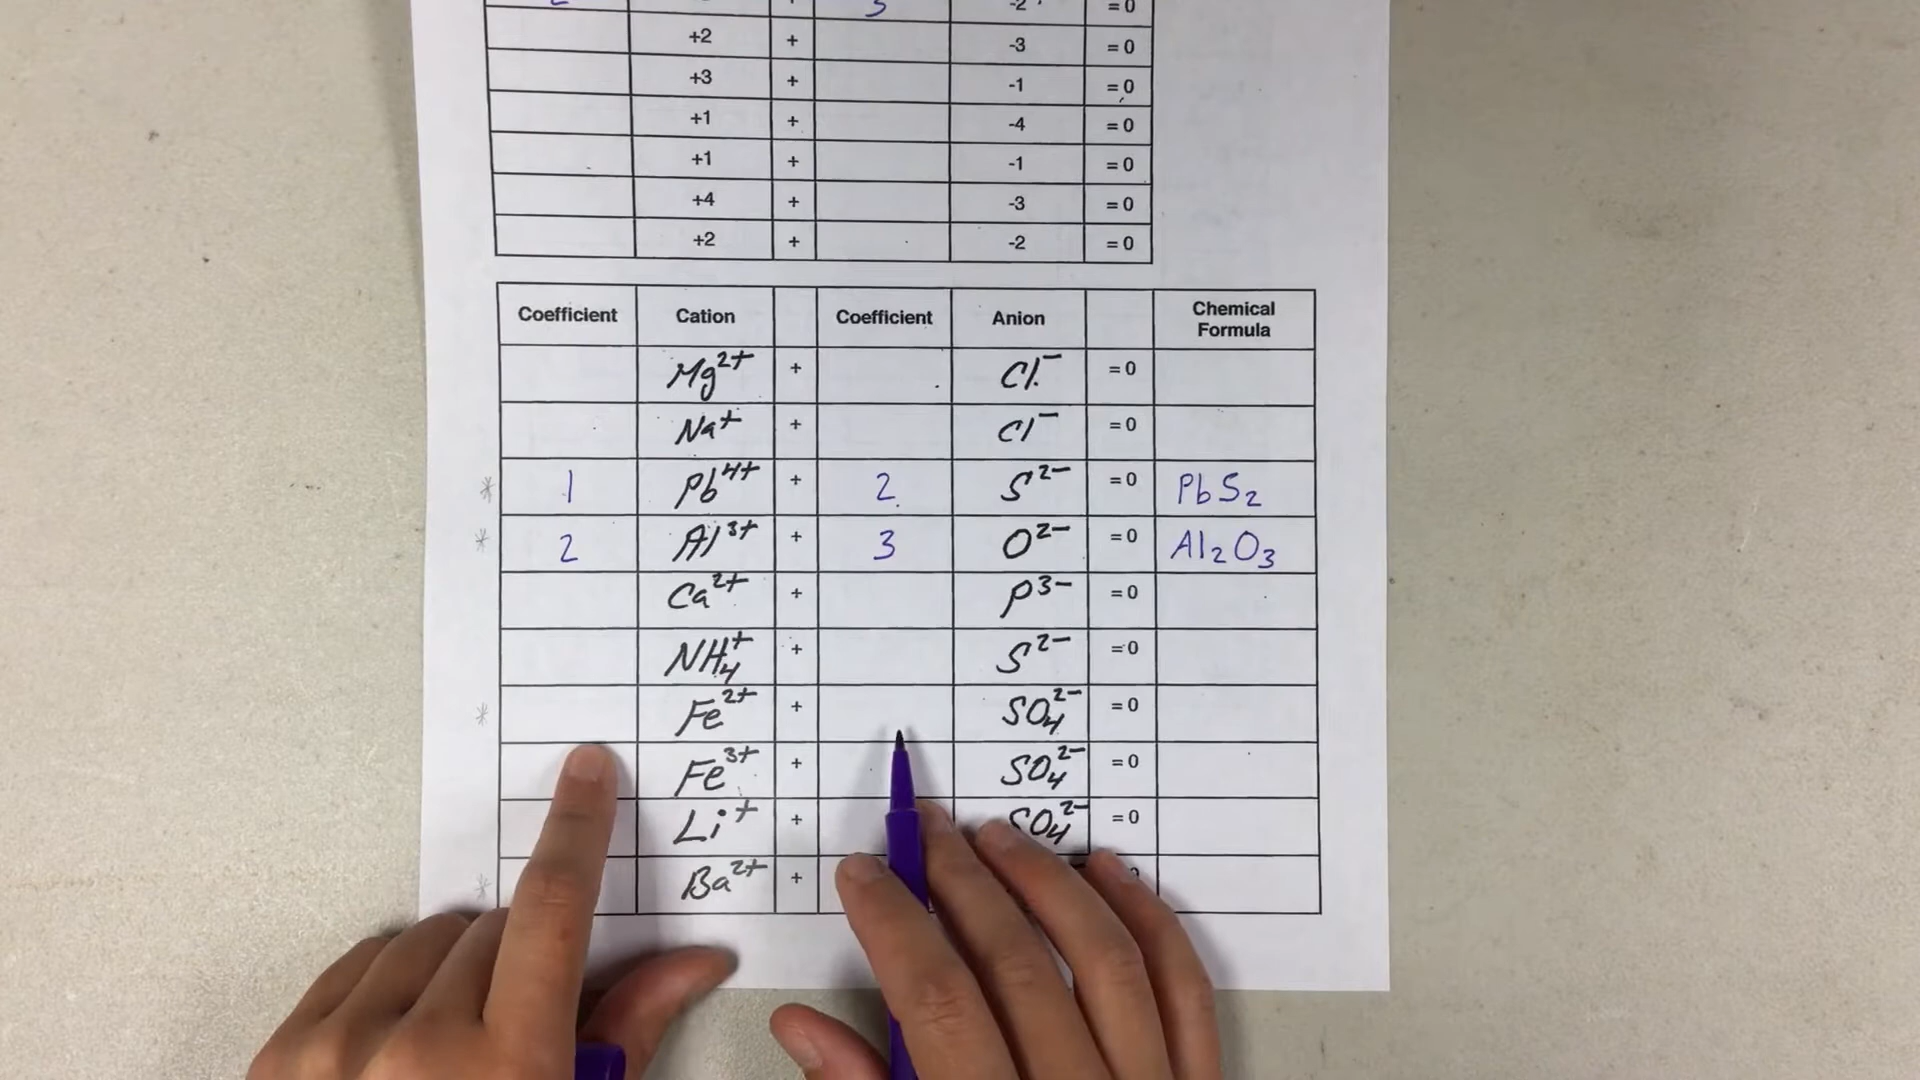 -2 = 0
+2 + -3 = 0
+3 + -1 = 0
+1 + -4 = 0
+1 + -1 = 0
+4 + -3 = 0
+2 + -2 = 0
Coefficient Cation Coefficient Anion Chemical Formula
Mg²⁺ + Cl⁻ = 0
Na⁺ + Cl⁻ = 0
* 1 Pb⁴⁺ + 2 S²⁻ = 0 PbS₂
* 2 Al³⁺ + 3 O²⁻ = 0 Al₂O₃
Ca²⁺ + P³⁻ = 0
NH₄⁺ + S²⁻ = 0
* Fe²⁺ + SO₄²⁻ = 0
Fe³⁺ + SO₄²⁻ = 0
Li⁺ + SO₄²⁻ = 0
* Ba²⁺ +